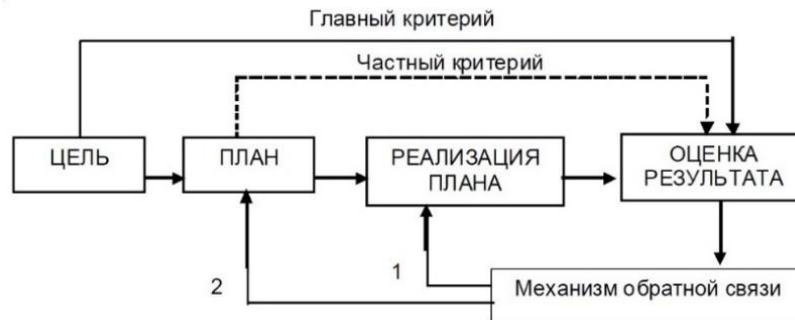 Главный критерий
Частный критерий
ЦЕЛЬ
ПЛАН
РЕАЛИЗАЦИЯ
ПЛАНА
ОЦЕНКА
РЕЗУЛЬТАТА
2
1
Механизм обратной связи